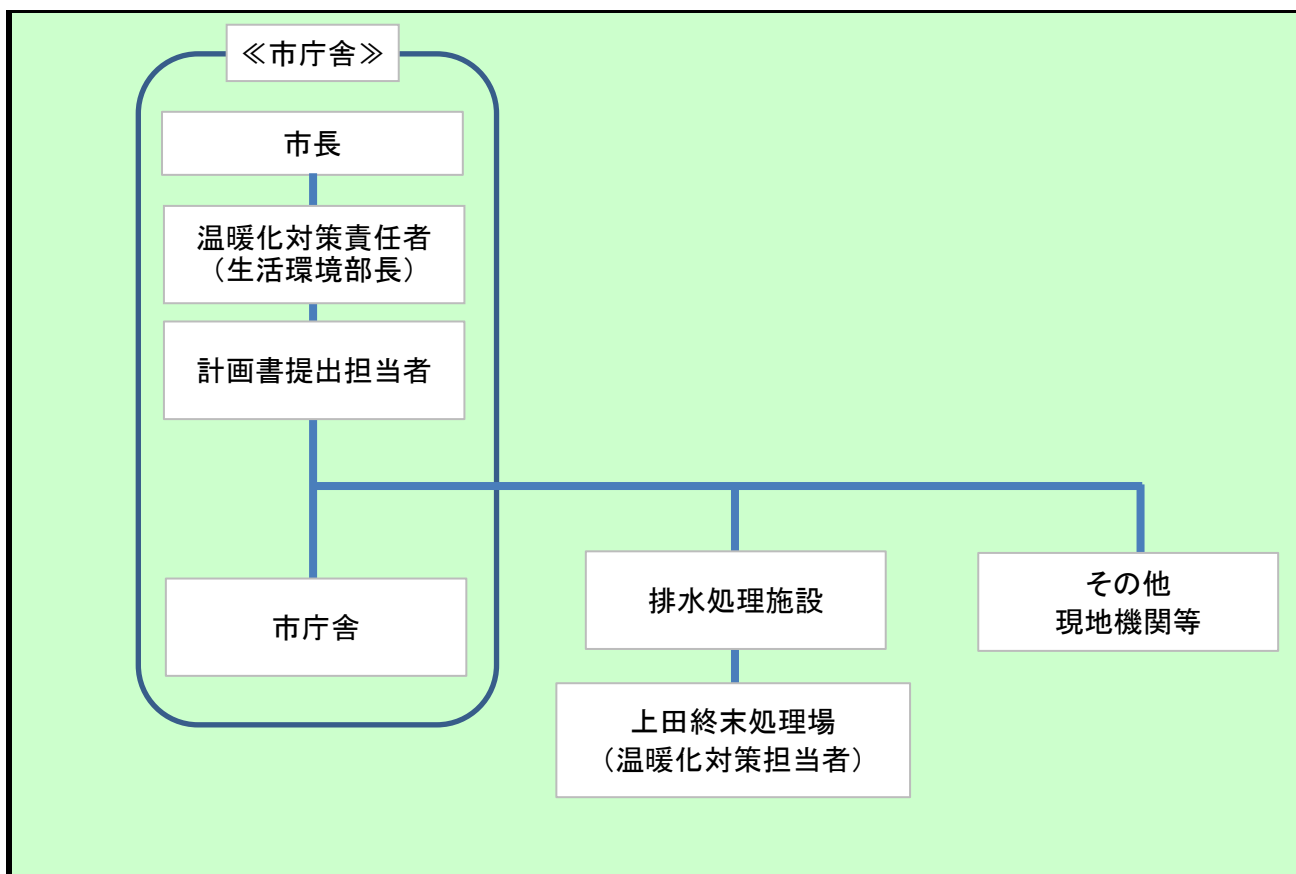 ≪市庁舎≫
市長
温暖化対策責任者
（生活環境部長）
計画書提出担当者
市庁舎
排水処理施設
その他
現地機関等
上田終末処理場
（温暖化対策担当者）